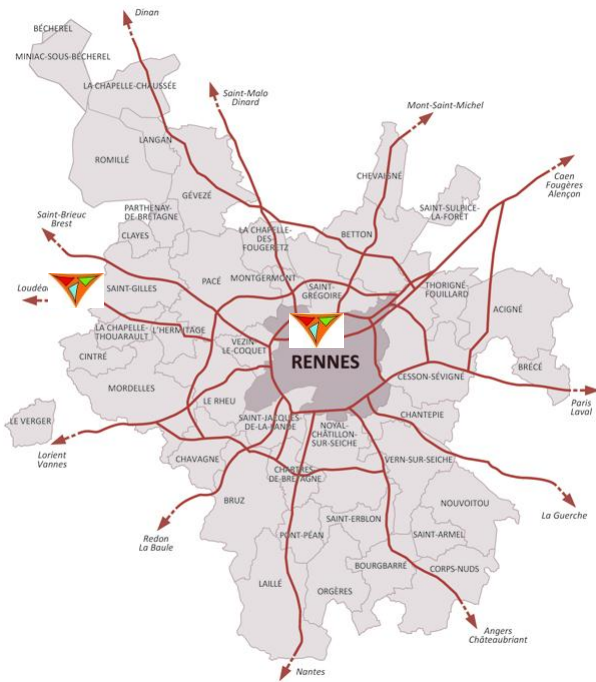 Dinan
BÉCHEREL
MINIAC-SOUS-BÉCHEREL
LA CHAPELLE-CHAUSSÉE
Saint-Malo
Dinard
Mont-Saint-Michel
LANGAN
ROMILLÉ
CHEVAIGNÉ
Caen
Fougères
Alençon
GÉVEZÉ
SAINT-SULPICE-
LA-FORÊT
PARTHENAY-
DE-BRETAGNE
Saint-Brieuc
Brest
CLAYES
LA CHAPELLE-
DES-
FOUGERETZ
BETTON
PACÉ
MONTGERMONT
SAINT-
GRÉGOIRE
THORIGNÉ-
FOUILLARD
SAINT-GILLES
ACIGNÉ
LA CHAPELLE-
THOUARAULT
L'HERMITAGE
VEZIN-
LE-COQUET
RENNES
CINTRÉ
CESSON-SÉVIGNÉ
BRÉCÉ
MORDELLES
Paris
Laval
LE RHEU
CHANTEPIE
LE VERGER
SAINT-JACQUES-
DE-LA-LANDE
NOYAL-
CHÂTILLON-
SUR-SEICHE
Lorient
Vannes
CHAVAGNE
VERN-SUR-SEICHE
CHARTRES-
DE-BRETAGNE
BRUZ
NOUVOITOU
La Guerche
SAINT-ERBLON
Redon
La Baule
PONT-PÉAN
SAINT-ARMEL
BOURGBARRÉ
CORPS-NUDS
LAILLÉ
ORGÈRES
Angers
Châteaubriant
Nantes